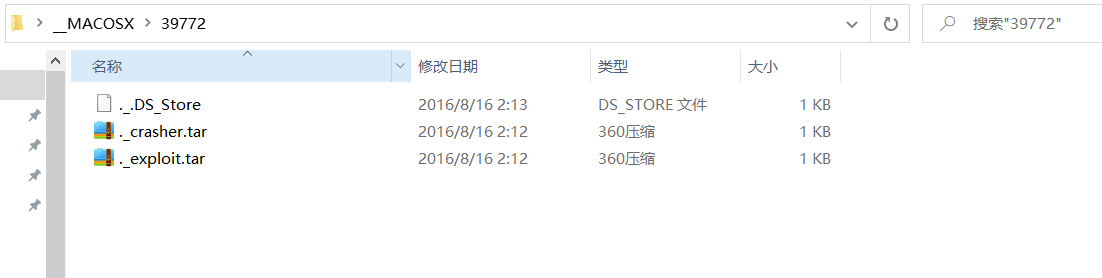 __MACOSX > 39772
搜索"39772"
名称 修改日期 类型 大小
._.DS_Store 2016/8/16 2:13 DS_STORE 文件 1 KB
._crasher.tar 2016/8/16 2:12 360压缩 1 KB
._exploit.tar 2016/8/16 2:12 360压缩 1 KB